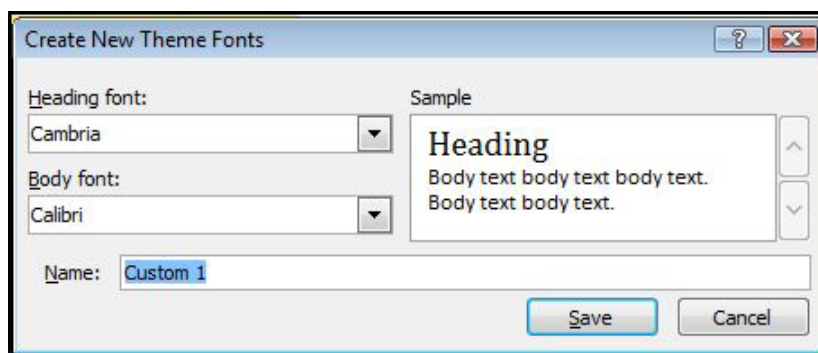 Create New Theme Fonts
Heading font:
Cambria
Body font:
Calibri
Sample
Heading
Body text body text body text.
Body text body text.
Name: Custom 1
Save Cancel